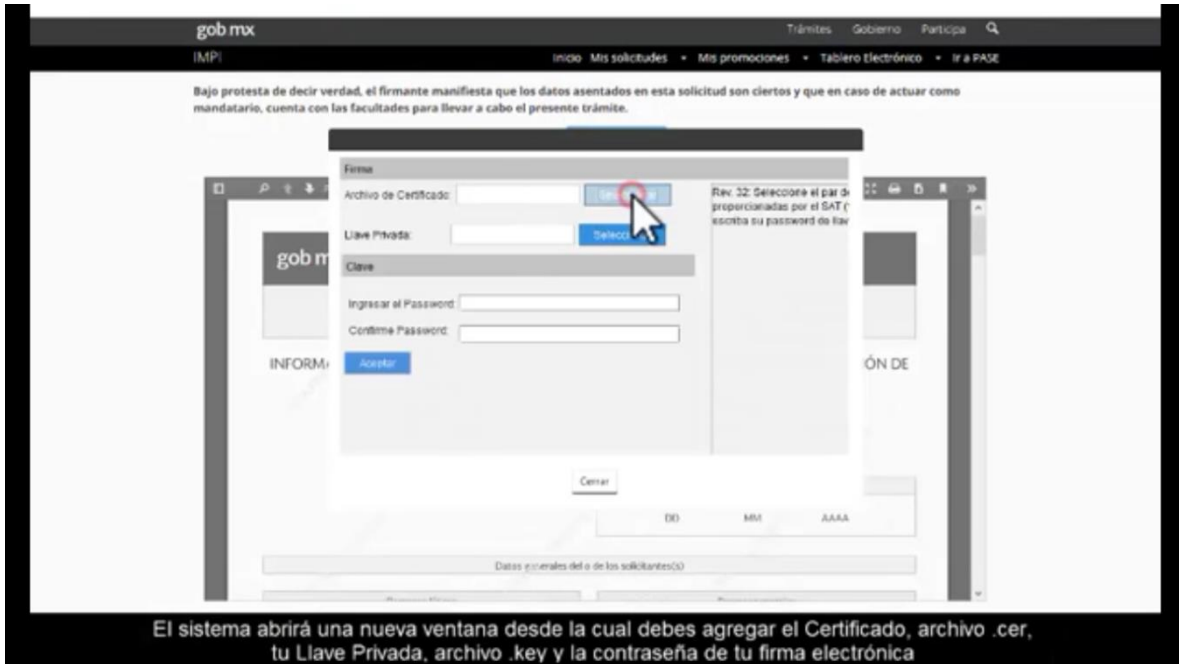 gob mx
Trámites Gobierno Participa
IMPI
Inicio Mis solicitudes Mis promociones Tablero Electrónico Ir a PASE
Bajo protesta de decir verdad, el firmante manifiesta que los datos asentados en esta solicitud son ciertos y que en caso de actuar como
mandatario, cuenta con las facultades para llevar a cabo el presente trámite.
Firma
Archivo de Certificado:
Rev. 32: Seleccione el par de
proporcionadas por el SAT (
escriba su password de llav
Llave Privada:
gob m
Clave
Ingresar el Password:
Confirme Password:
INFORM
Aceptar
ÓN DE
Cerrar
DD MM AAAA
Datos generales del o de los solicitantes(s)
El sistema abrirá una nueva ventana desde la cual debes agregar el Certificado, archivo .cer,
tu Llave Privada, archivo .key y la contraseña de tu firma electrónica